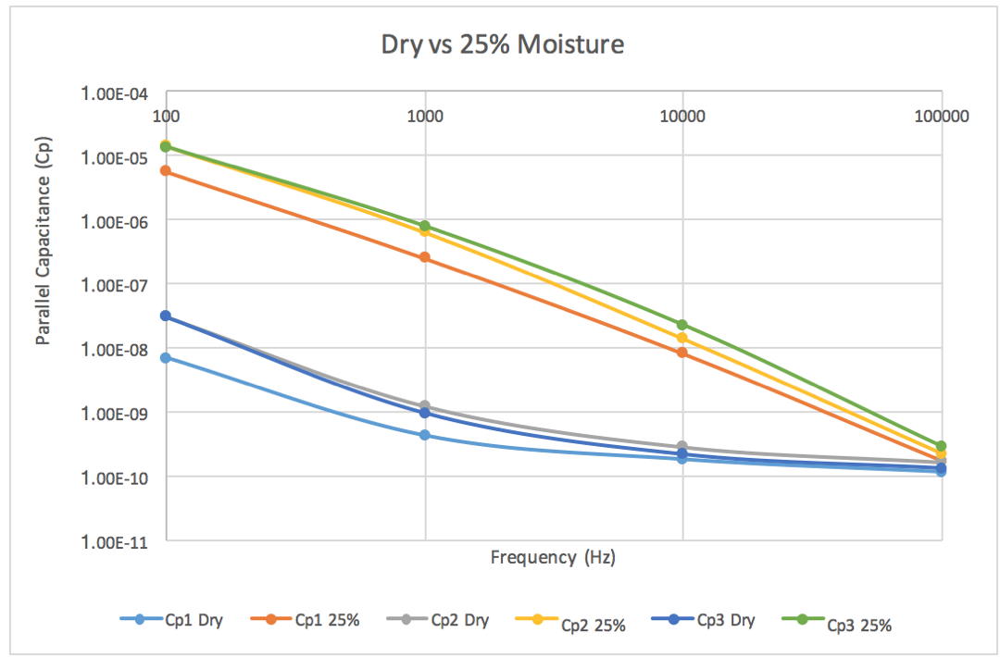 Dry vs 25% Moisture
1.00E-04
100 1000 10000 100000
1.00E-05
1.00E-06
1.00E-07
1.00E-08
1.00E-09
1.00E-10
1.00E-11
Parallel Capacitance (Cp)
Frequency (Hz)
Cp1 Dry Cp1 25% Cp2 Dry Cp2 25% Cp3 Dry Cp3 25%